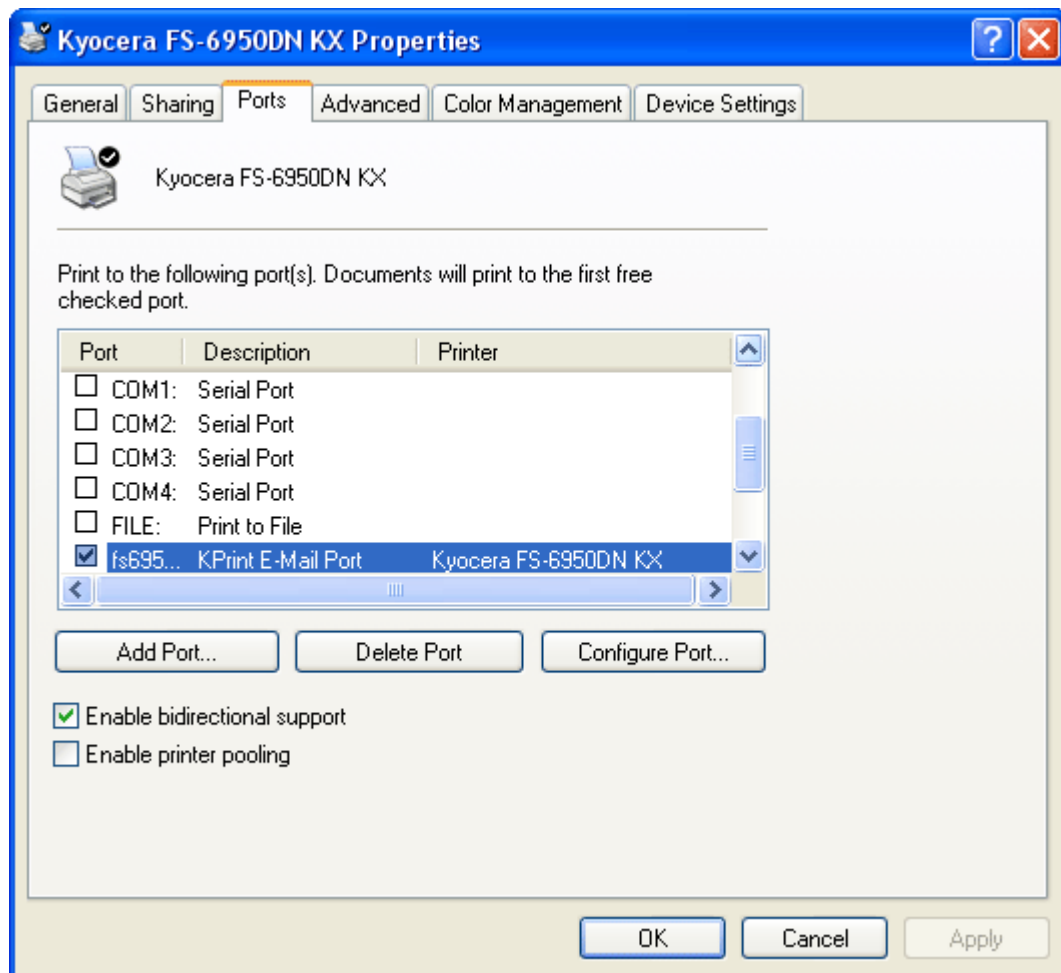 Kyocera FS-6950DN KX Properties
General Sharing Ports Advanced Color Management Device Settings
Kyocera FS-6950DN KX
Print to the following port(s). Documents will print to the first free
checked port.
Port Description Printer
COM1: Serial Port
COM2: Serial Port
COM3: Serial Port
COM4: Serial Port
FILE: Print to File
fs695... KPrint E-Mail Port Kyocera FS-6950DN KX
Add Port... Delete Port Configure Port...
Enable bidirectional support
Enable printer pooling
OK Cancel Apply